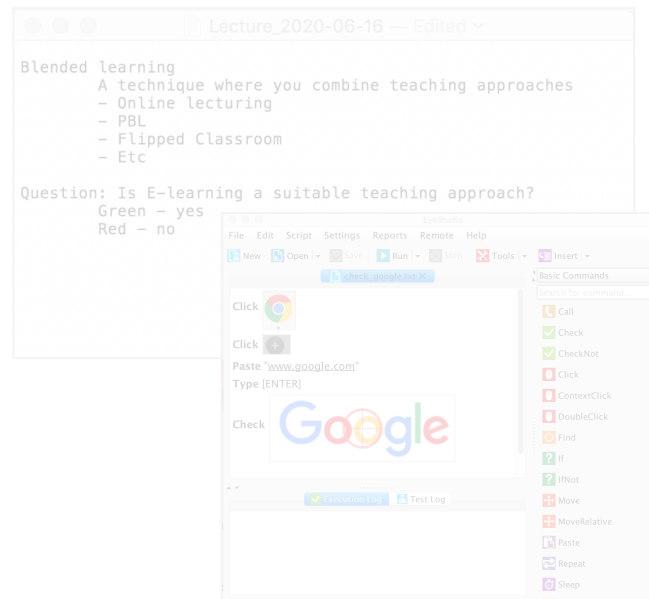 Lecture_2020-06-16 — Edited
Blended learning
A technique where you combine teaching approaches
- Online lecturing
- PBL
- Flipped Classroom
- Etc
Question: Is E-learning a suitable teaching approach?
Green - yes
Red - no
EyeStudio
File Edit Script Settings Reports Remote Help
New Open Save Run Stop Tools Insert
check_google.txt
Click
Click
Paste "www.google.com"
Type [ENTER]
Check Google
Execution Log Test Log
Basic Commands
Search for command...
Call
Check
CheckNot
Click
ContextClick
DoubleClick
Find
If
IfNot
Move
MoveRelative
Paste
Repeat
Sleep